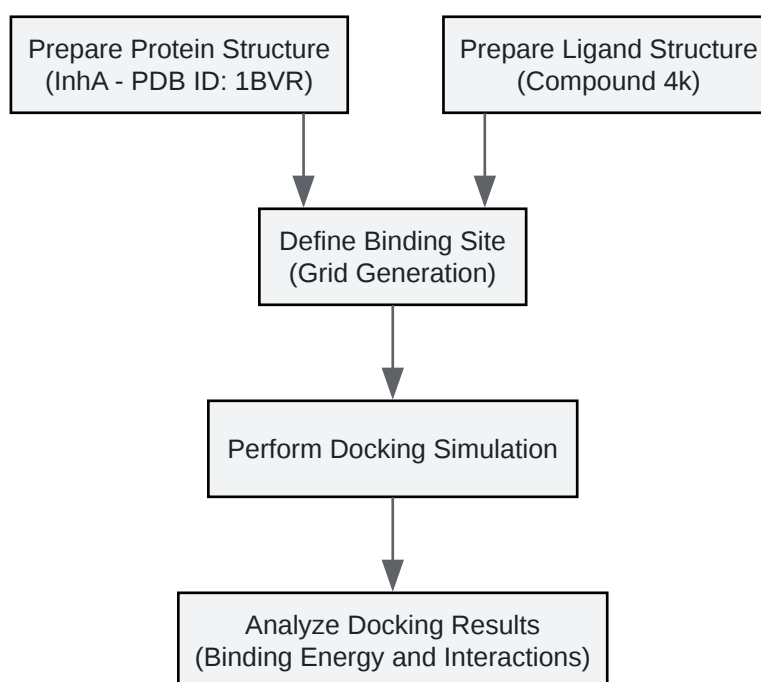 Prepare Protein Structure
(InhA - PDB ID: 1BVR)
Prepare Ligand Structure
(Compound 4k)
Define Binding Site
(Grid Generation)
Perform Docking Simulation
Analyze Docking Results
(Binding Energy and Interactions)